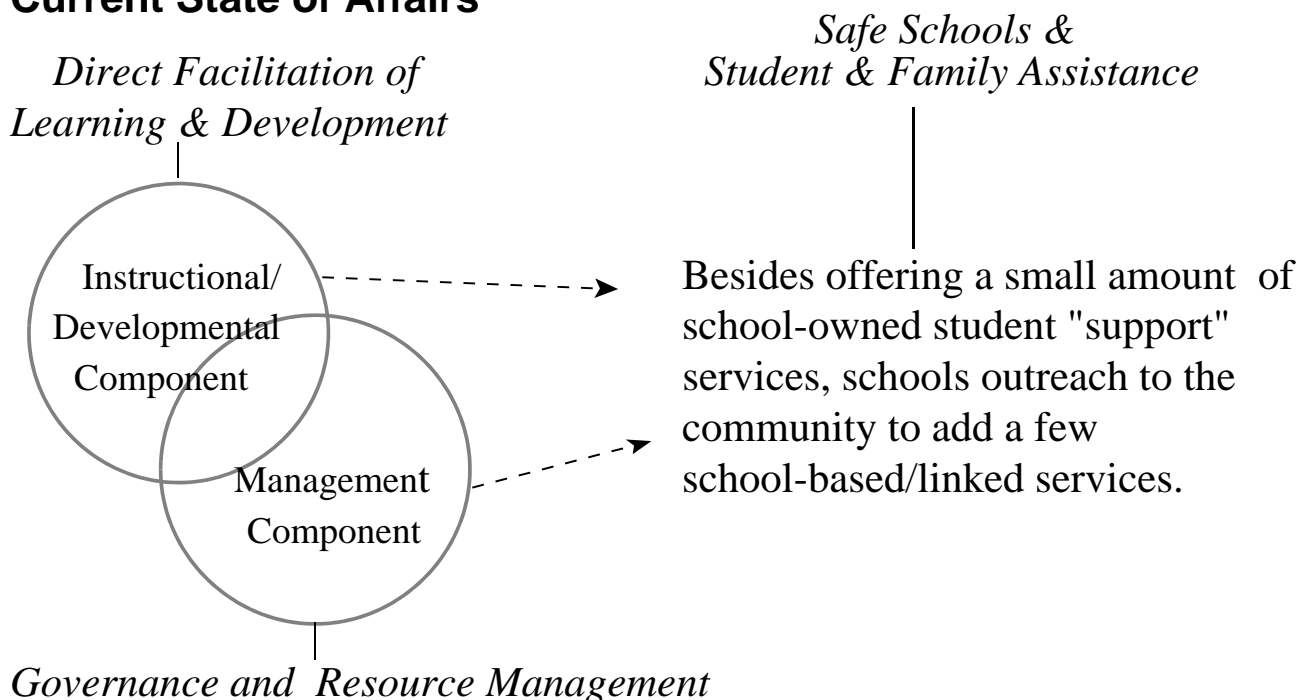 Current State of Affairs
Direct Facilitation of
Learning & Development
Safe Schools &
Student & Family Assistance
Instructional/
Developmental
Component
Management
Component
Besides offering a small amount of
school-owned student "support"
services, schools outreach to the
community to add a few
school-based/linked services.
Governance and Resource Management